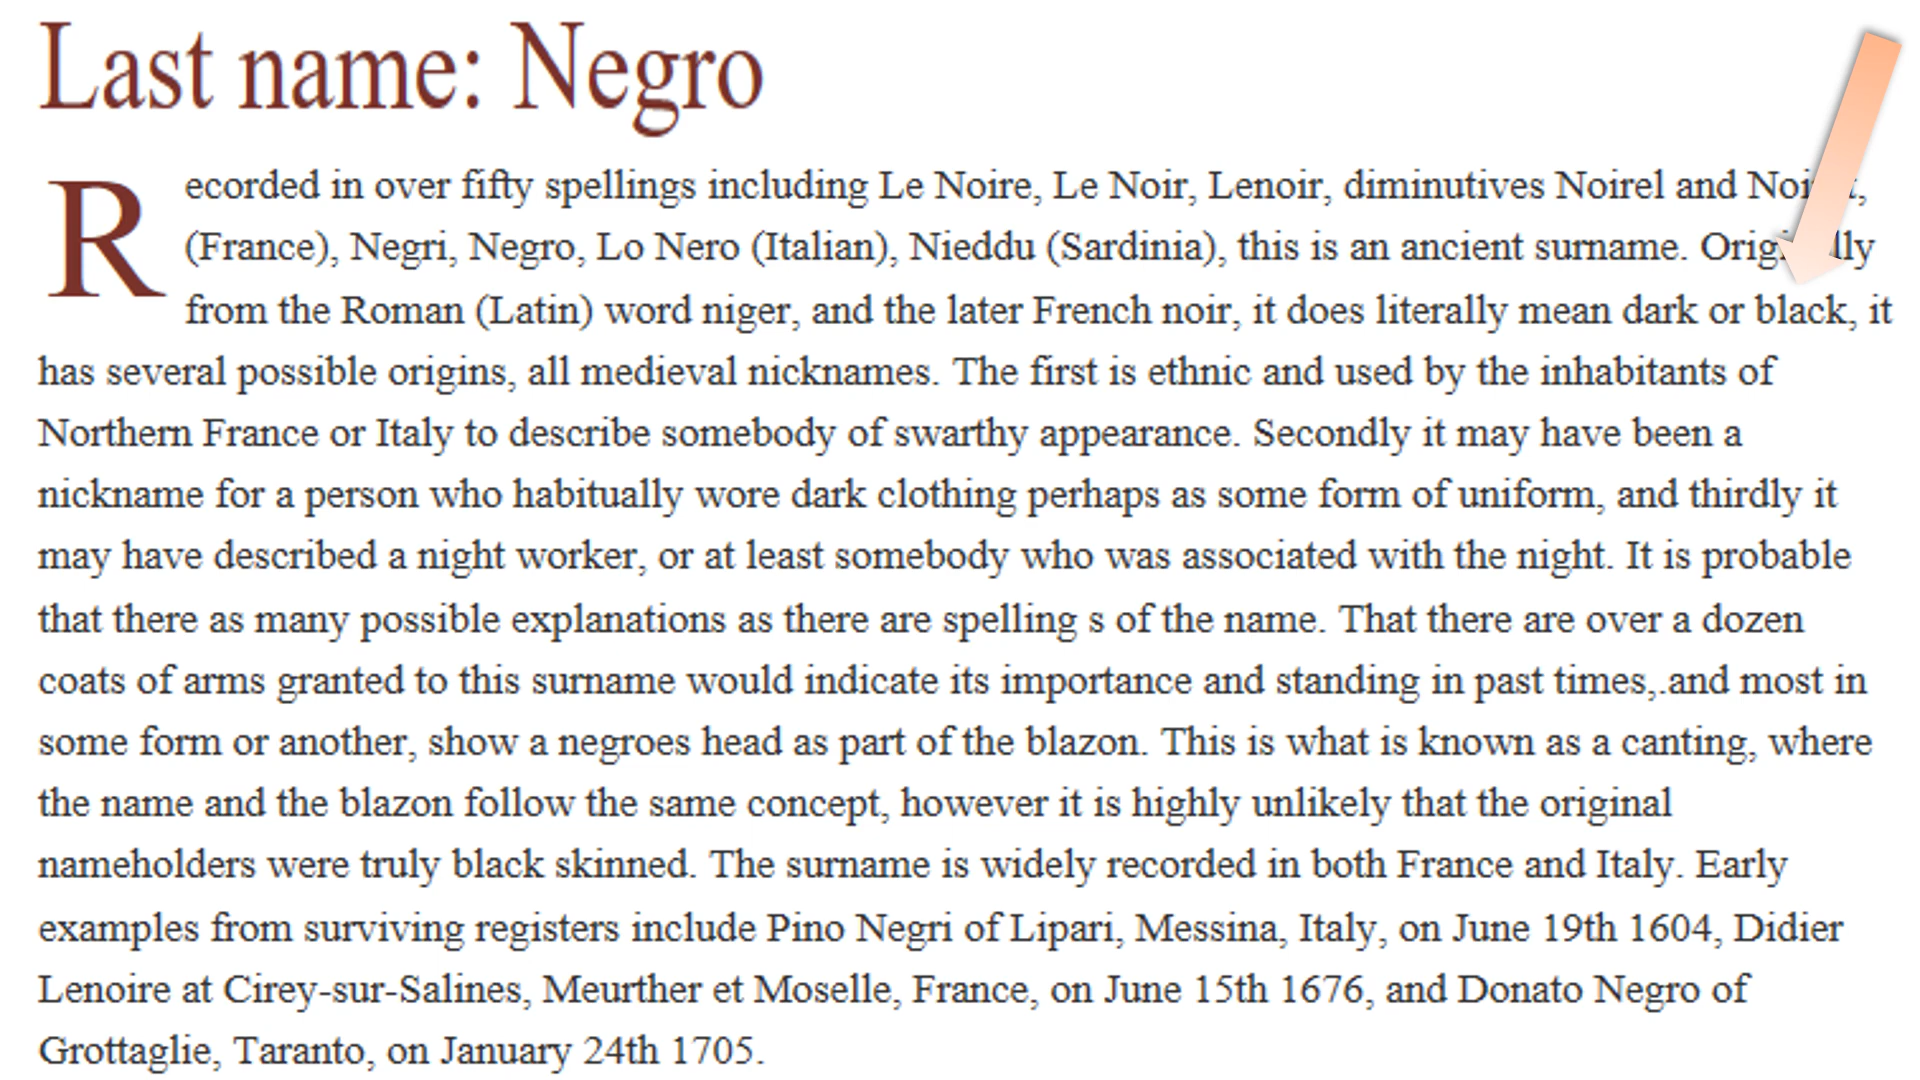 Last name: Negro
Recorded in over fifty spellings including Le Noire, Le Noir, Lenoir, diminutives Noirel and
(France), Negri, Negro, Lo Nero (Italian), Nieddu (Sardinia), this is an ancient surname.
from the Roman (Latin) word niger, and the later French noir, it does literally mean dark or black, it
has several possible origins, all medieval nicknames. The first is ethnic and used by the inhabitants of
Northern France or Italy to describe somebody of swarthy appearance. Secondly it may have been a
nickname for a person who habitually wore dark clothing perhaps as some form of uniform, and thirdly it
may have described a night worker, or at least somebody who was associated with the night. It is probable
that there as many possible explanations as there are spelling s of the name. That there are over a dozen
coats of arms granted to this surname would indicate its importance and standing in past times,.and most in
some form or another, show a negroes head as part of the blazon. This is what is known as a canting, where
the name and the blazon follow the same concept, however it is highly unlikely that the original
nameholders were truly black skinned. The surname is widely recorded in both France and Italy. Early
examples from surviving registers include Pino Negri of Lipari, Messina, Italy, on June 19th 1604, Didier
Lenoire at Cirey-sur-Salines, Meurther et Moselle, France, on June 15th 1676, and Donato Negro of
Grottaglie, Taranto, on January 24th 1705.